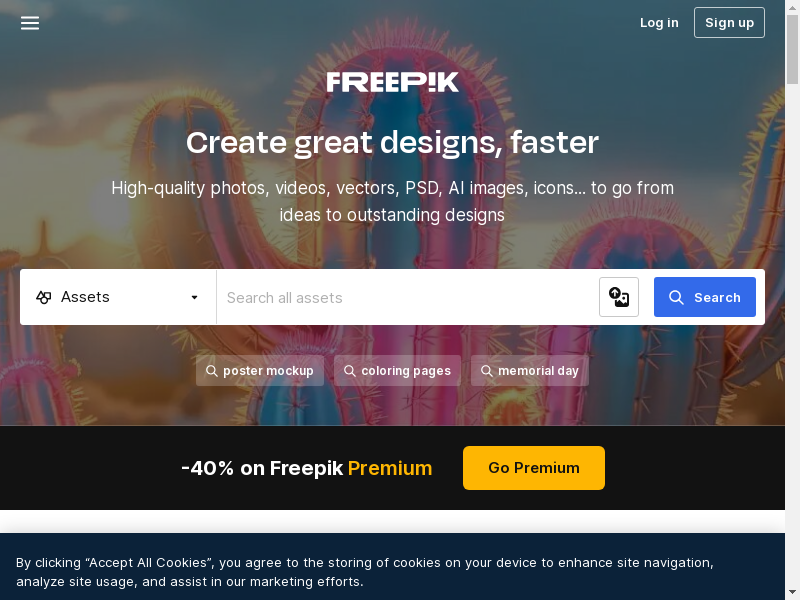 Log in
Sign up
FREEPIK
Create great designs, faster
High-quality photos, videos, vectors, PSD, AI images, icons... to go from
ideas to outstanding designs
Assets
Search all assets
Search
poster mockup
coloring pages
memorial day
-40% on Freepik Premium
Go Premium
By clicking “Accept All Cookies”, you agree to the storing of cookies on your device to enhance site navigation,
analyze site usage, and assist in our marketing efforts.